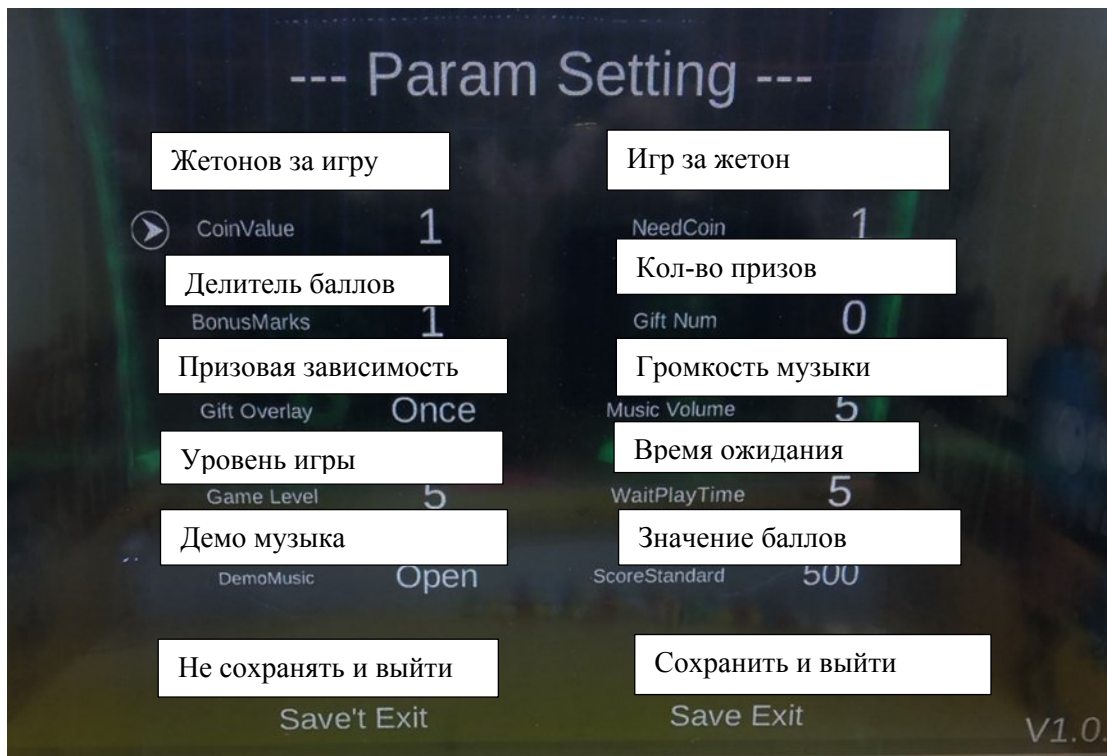 --- Param Setting ---
Жетонов за игру
Игр за жетон
CoinValue 1
NeedCoin 1
Делитель баллов
Кол-во призов
BonusMarks 1
Gift Num 0
Призовая зависимость
Громкость музыки
Gift Overlay Once
Music Volume 5
Уровень игры
Время ожидания
Game Level 5
WaitPlayTime 5
Демо музыка
Значение баллов
DemoMusic Open
ScoreStandard 500
Не сохранять и выйти
Сохранить и выйти
Save't Exit
Save Exit
V1.0.